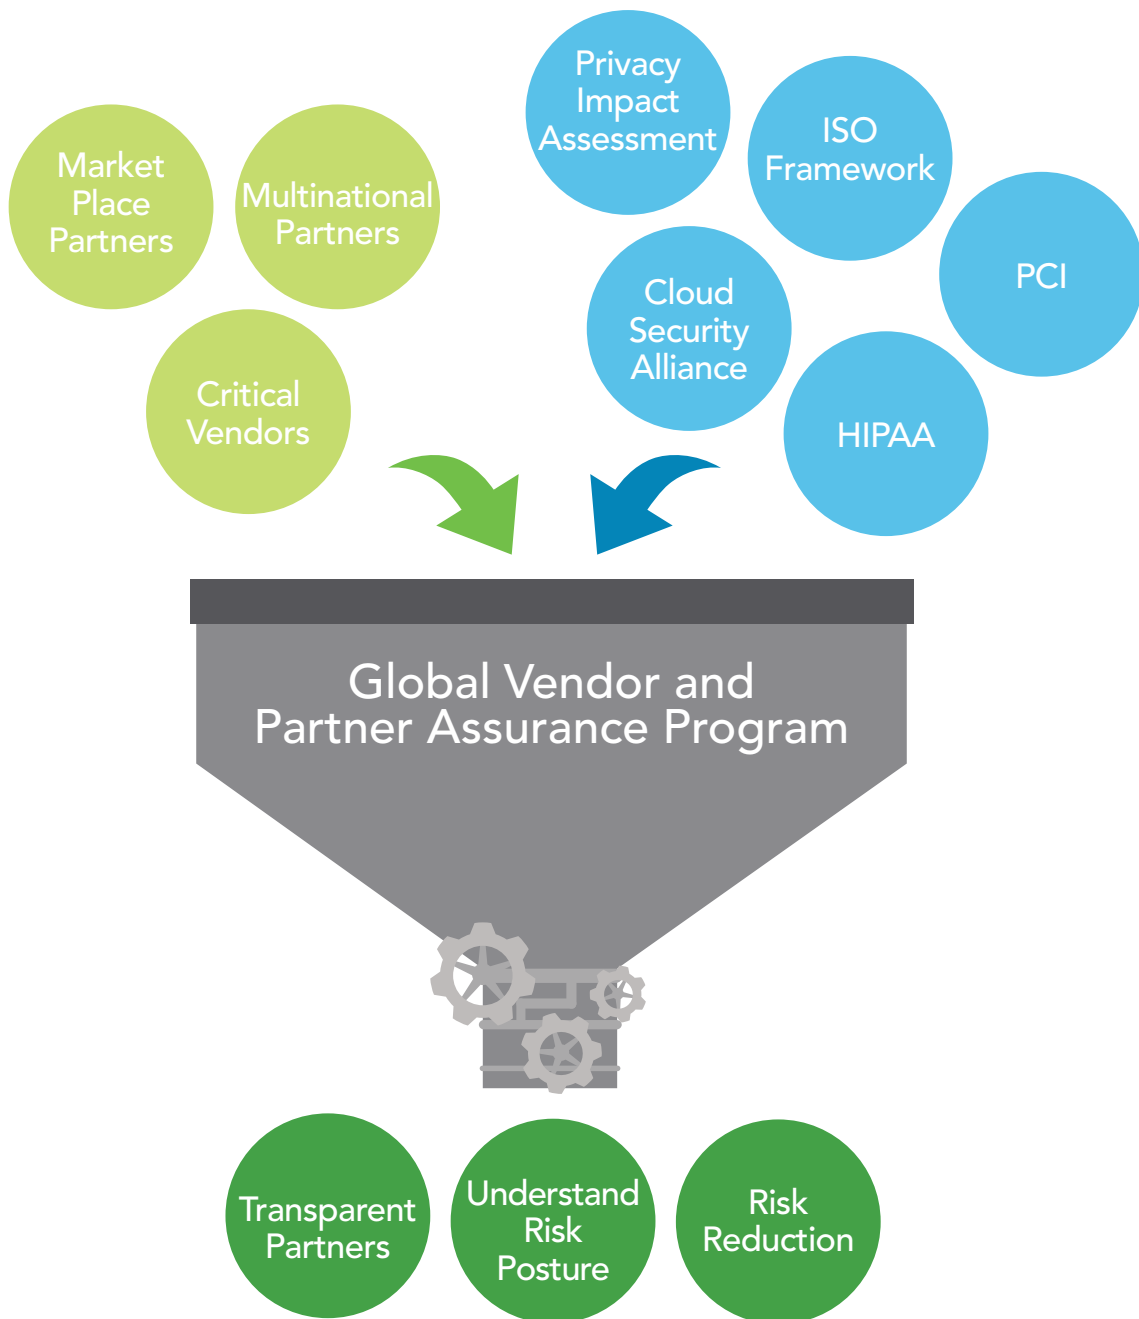 Market
Place
Partners
Multinational
Partners
Critical
Vendors
Privacy
Impact
Assessment
ISO
Framework
PCI
Cloud
Security
Alliance
HIPAA
Global Vendor and
Partner Assurance Program
Transparent
Partners
Understand
Risk
Posture
Risk
Reduction